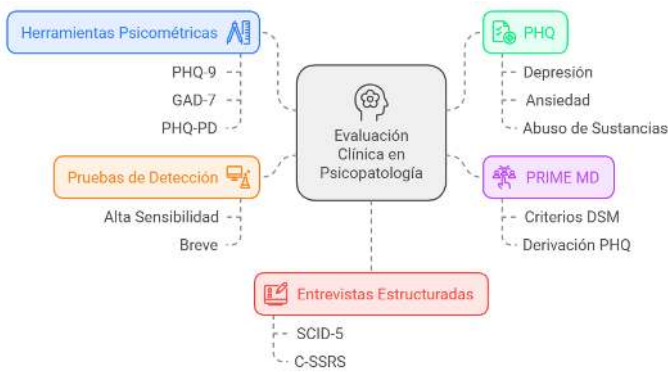 Herramientas Psicométricas
PHQ-9
GAD-7
PHQ-PD
Pruebas de Detección
Alta Sensibilidad
Breve
Evaluación
Clínica en
Psicopatología
PHQ
Depresión
Ansiedad
Abuso de Sustancias
PRIME MD
Criterios DSM
Derivación PHQ
Entrevistas Estructuradas
SCID-5
C-SSRS